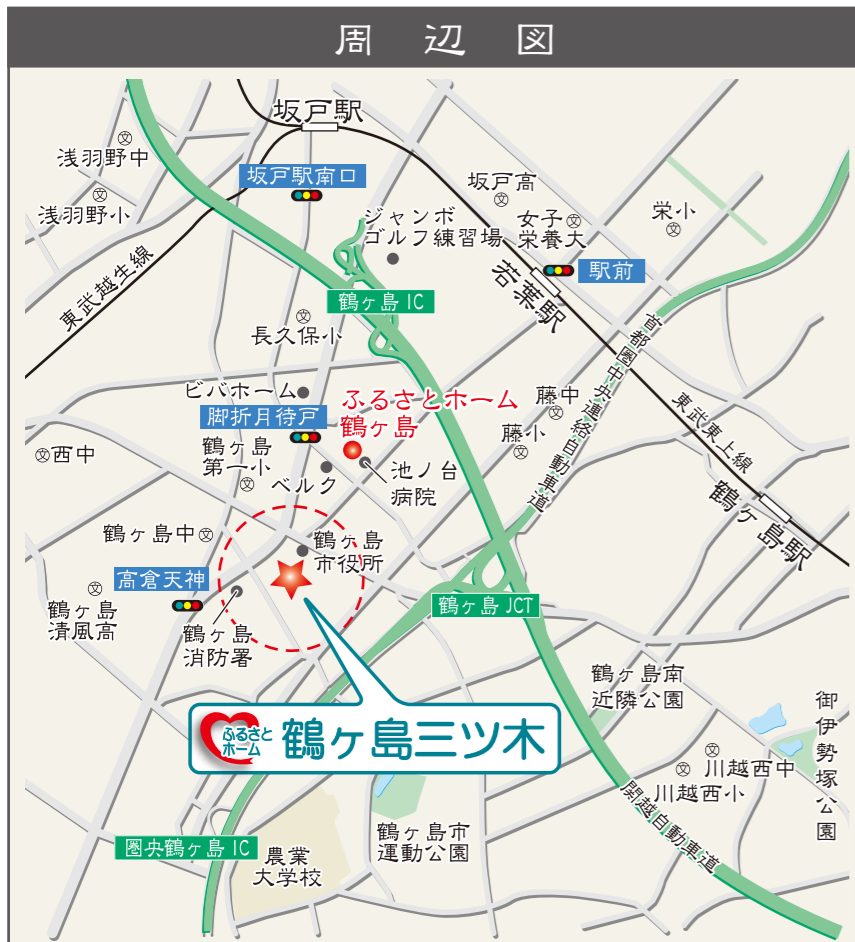 周辺図
坂戸駅
浅羽野中
坂戸駅南口
坂戸高
浅羽野小
ジャンボ
ゴルフ練習場
女子
栄養大
栄小
駅前
若葉駅
東武越生線
鶴ヶ島IC
長久保小
首都圏中央連絡自動車道
ビバホーム
ふるさとホーム
鶴ヶ島
脚折月待戸
藤中
藤小
東武東上線
西中
鶴ヶ島
第一小
ベルク
池ノ台
病院
鶴ヶ島駅
鶴ヶ島中
鶴ヶ島
市役所
高倉天神
鶴ヶ島
清風高
鶴ヶ島
消防署
鶴ヶ島JCT
鶴ヶ島南
近隣公園
御伊勢塚公園
ふるさと
ホーム
鶴ヶ島三ツ木
川越西中
川越西小
関越自動車道
圏央鶴ヶ島IC
農業
大学校
鶴ヶ島市
運動公園